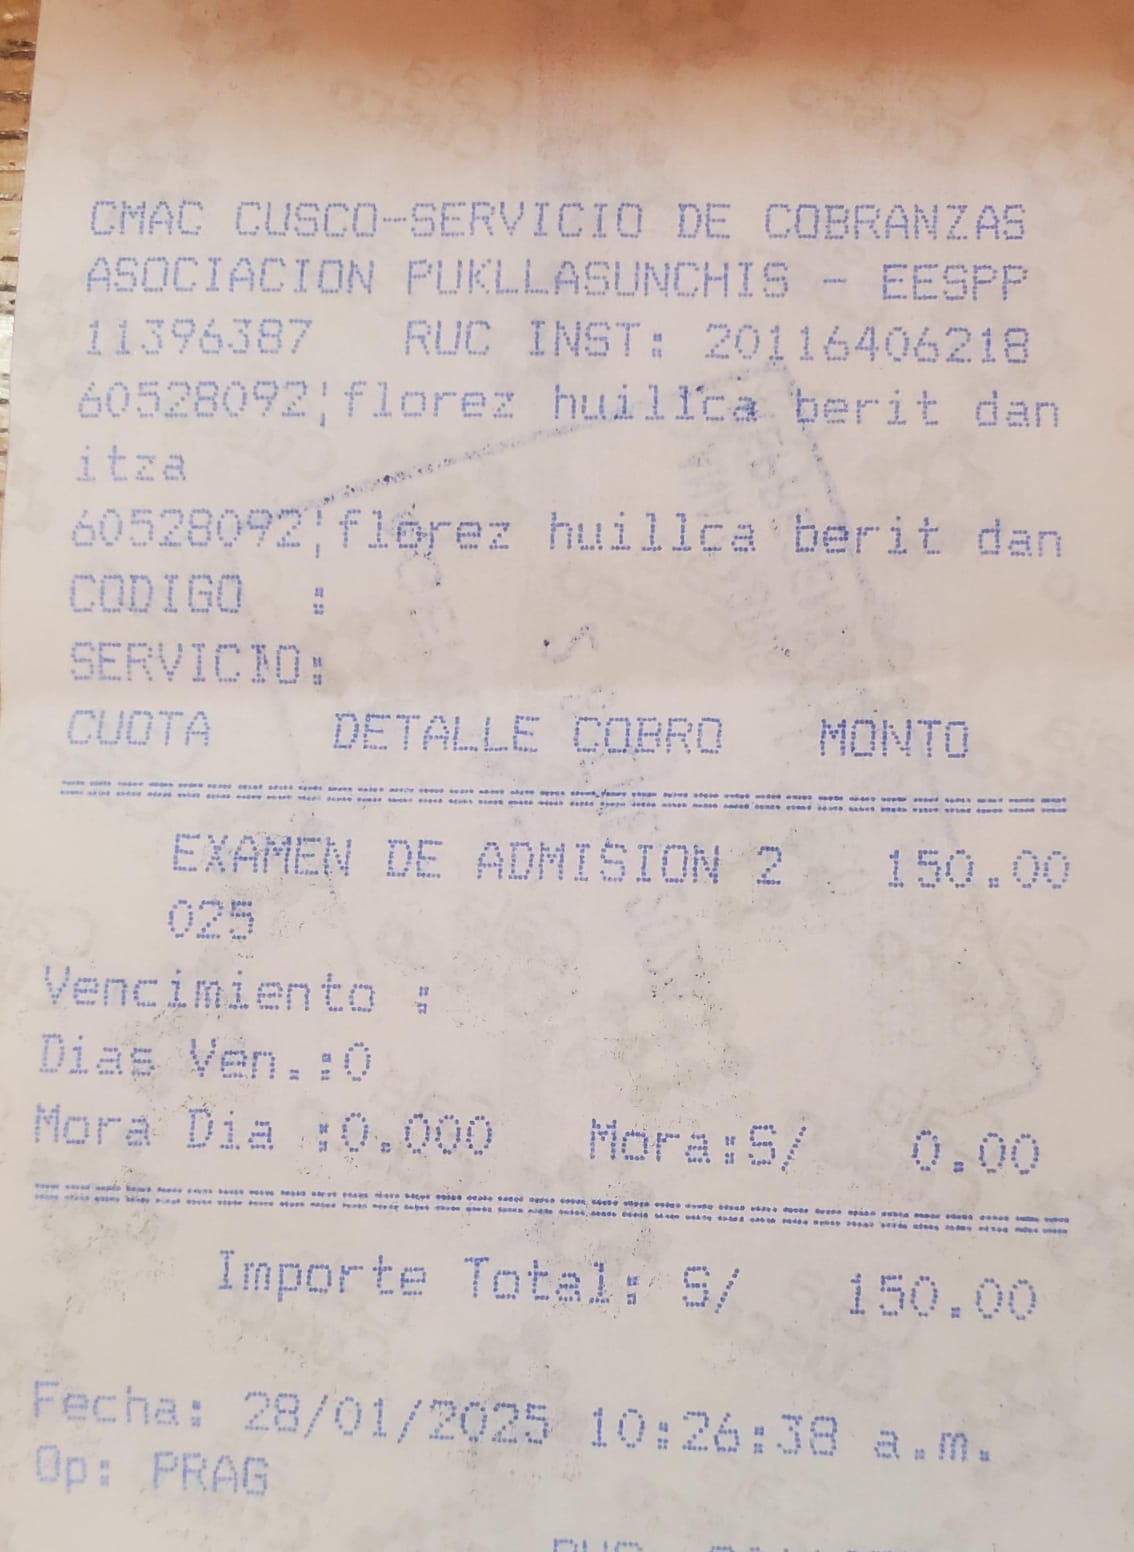 CMAC CUSCO-SERVICIO DE COBRANZAS
ASOCIACION PUKLLASUNCHIS - EESPP
11396387 RUC INST: 20116406218
60528092¦florez huillca berit dan
itza
60528092¦florez huillca berit dan
CODIGO :
SERVICIO:
CUOTA DETALLE COBRO MONTO
EXAMEN DE ADMISION 2 150.00
025
Vencimiento :
Dias Ven.:0
Mora Dia :0.000 Mora:S/ 0.00
Importe Total: S/ 150.00
Fecha: 28/01/2025 10:26:38 a.m.
Op: PRAG